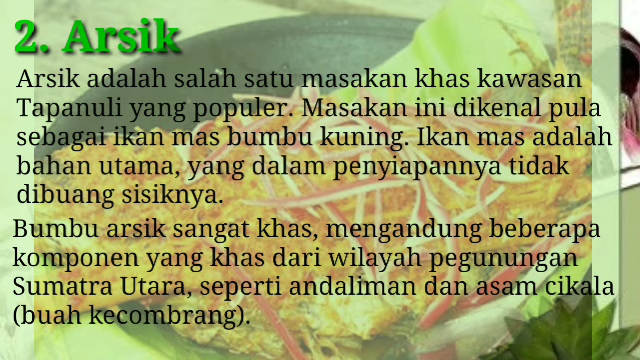 2. Arsik
Arsik adalah salah satu masakan khas kawasan
Tapanuli yang populer. Masakan ini dikenal pula
sebagai ikan mas bumbu kuning. Ikan mas adalah
bahan utama, yang dalam penyiapannya tidak
dibuang sisiknya.
Bumbu arsik sangat khas, mengandung beberapa
komponen yang khas dari wilayah pegunungan
Sumatra Utara, seperti andaliman dan asam cikala
(buah kecombrang).